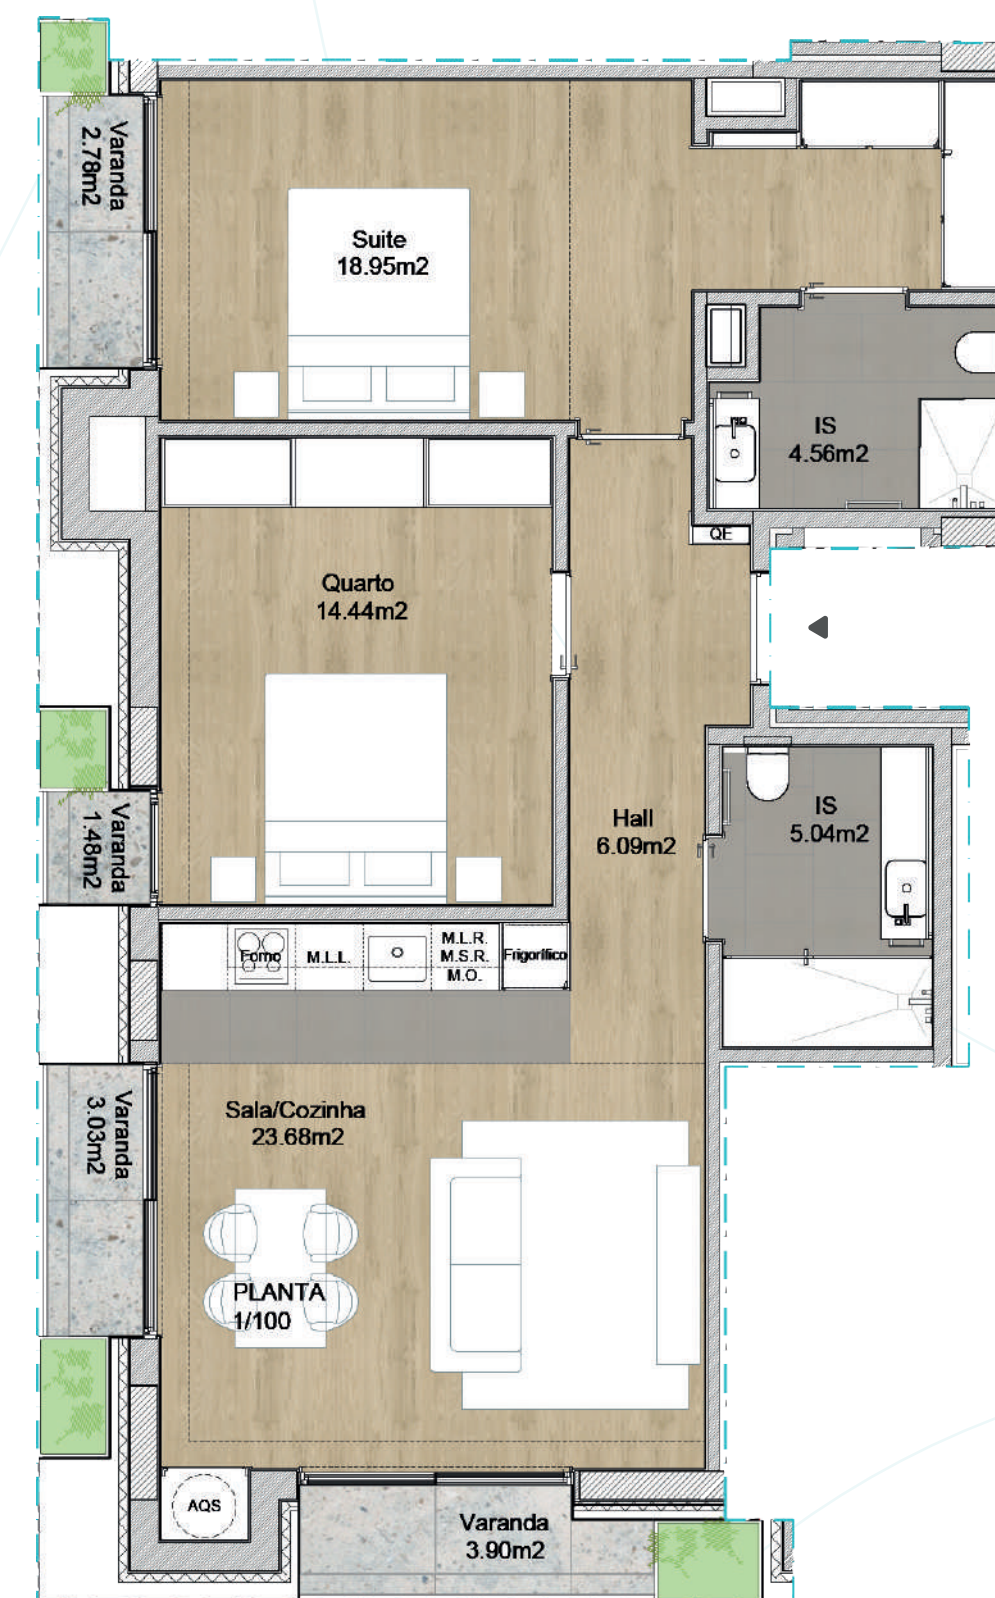 Varanda
2.78m2
Suite
18.95m2
IS
4.56m2
QE
Quarto
14.44m2
Varanda
1.48m2
Hall
6.09m2
IS
5.04m2
Forno
M.L.L.
M.L.R.
M.S.R.
M.O.
Frigorífico
Varanda
3.03m2
Sala/Cozinha
23.68m2
PLANTA
1/100
AQS
Varanda
3.90m2